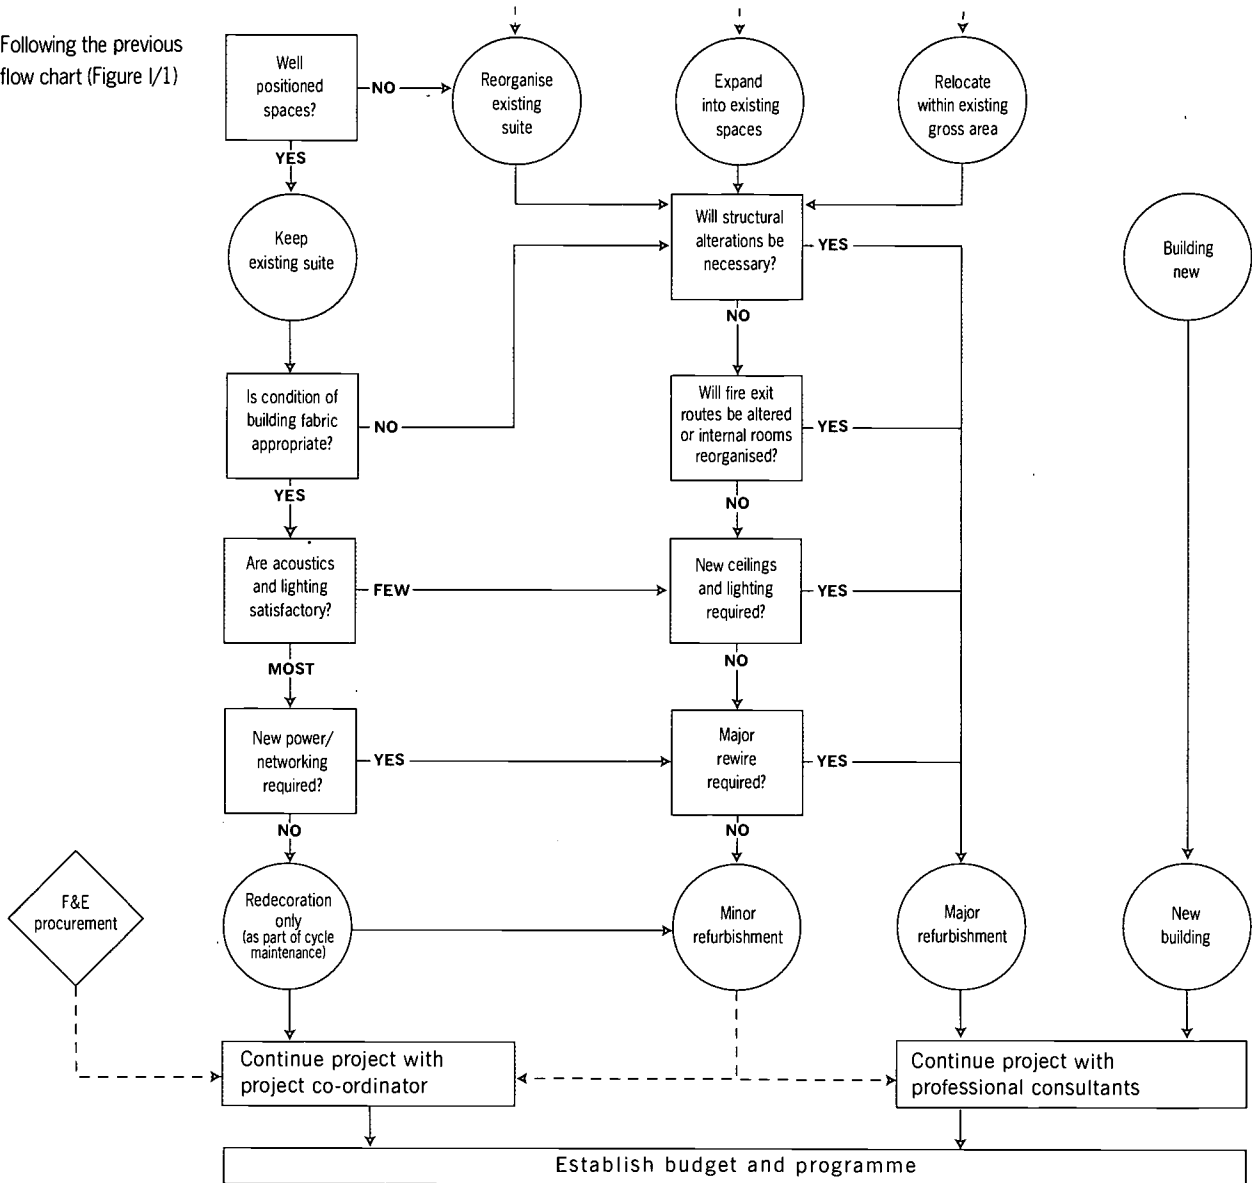 Following the previous
flow chart (Figure I/1)
Well
positioned
spaces?
NO
Reorganise
existing
suite
Expand
into existing
spaces
Relocate
within existing
gross area
YES
Keep
existing suite
Will structural
alterations be
necessary?
YES
Building
new
NO
Is condition of
building fabric
appropriate?
NO
Will fire exit
routes be altered
or internal rooms
reorganised?
YES
YES
NO
Are acoustics
and lighting
satisfactory?
FEW
New ceilings
and lighting
required?
YES
MOST
NO
New power/
networking
required?
YES
Major
rewire
required?
YES
NO
NO
F&E
procurement
Redecoration
only
(as part of cycle
maintenance)
Minor
refurbishment
Major
refurbishment
New
building
Continue project with
project co-ordinator
Continue project with
professional consultants
Establish budget and programme